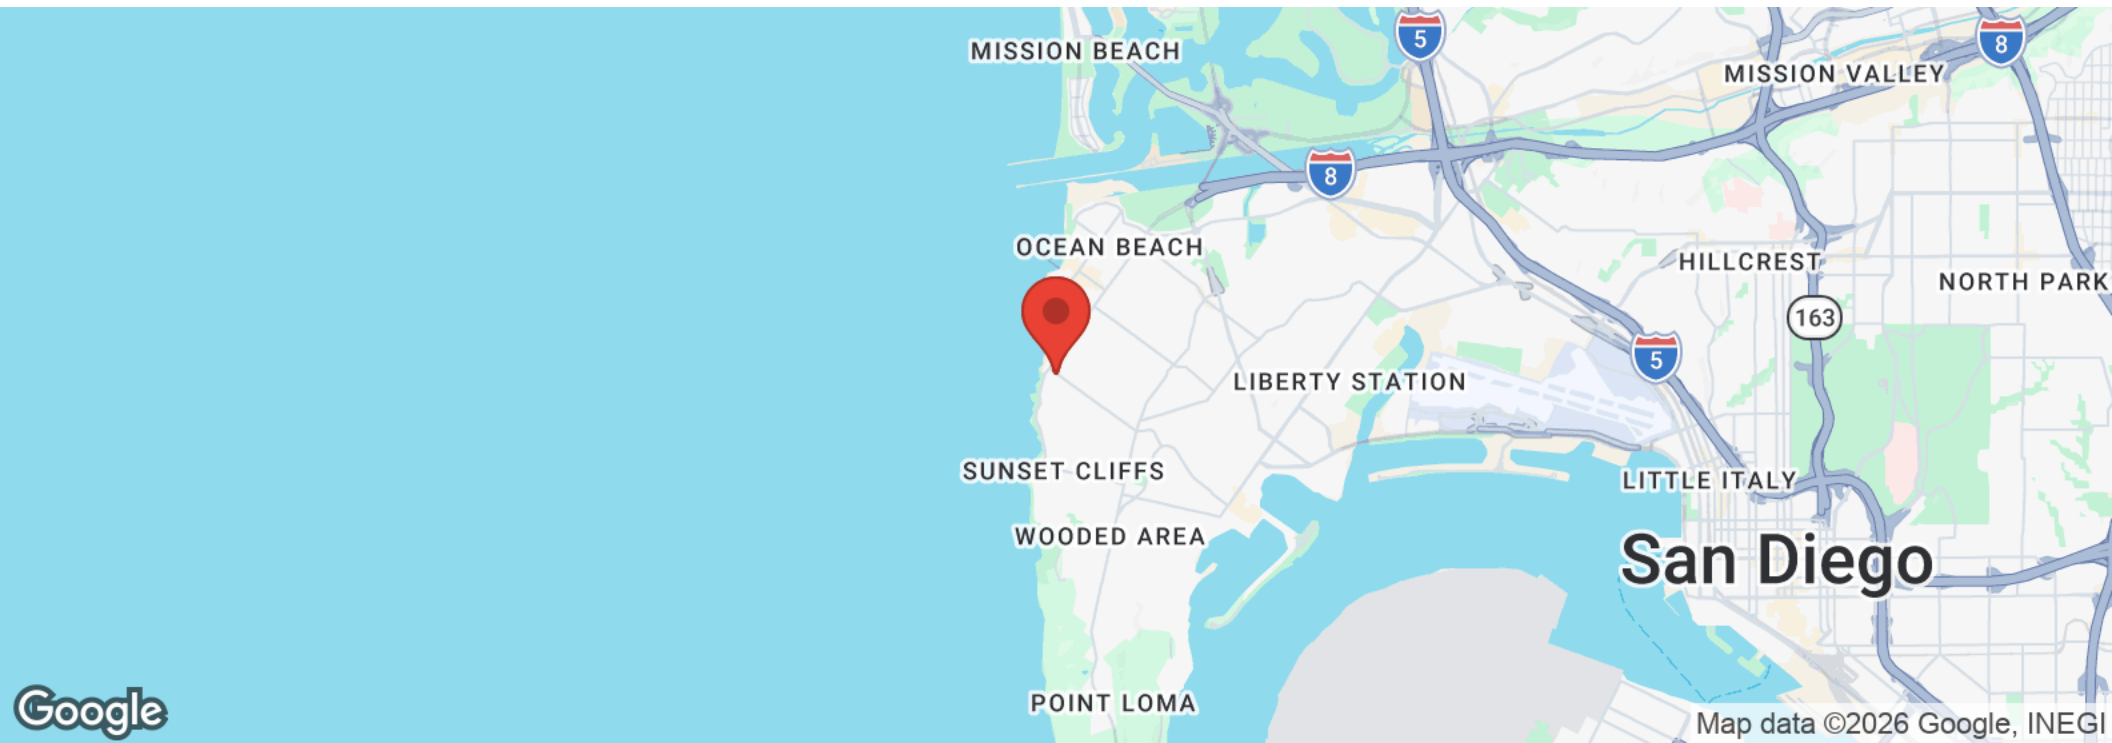 MISSION BEACH
5
8
MISSION VALLEY
8
OCEAN BEACH
HILLCREST
NORTH PARK
163
5
LIBERTY STATION
SUNSET CLIFFS
LITTLE ITALY
WOODED AREA
San Diego
POINT LOMA
Google
Map data ©2026 Google, INEGI